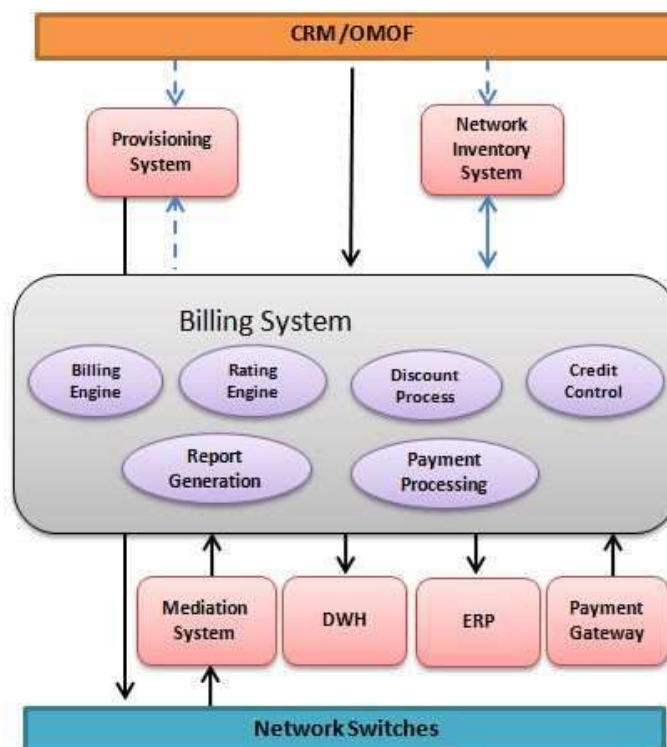 CRM/OMOF
Provisioning
System
Network
Inventory
System
Billing System
Billing
Engine
Rating
Engine
Discount
Process
Credit
Control
Report
Generation
Payment
Processing
Mediation
System
DWH
ERP
Payment
Gateway
Network Switches